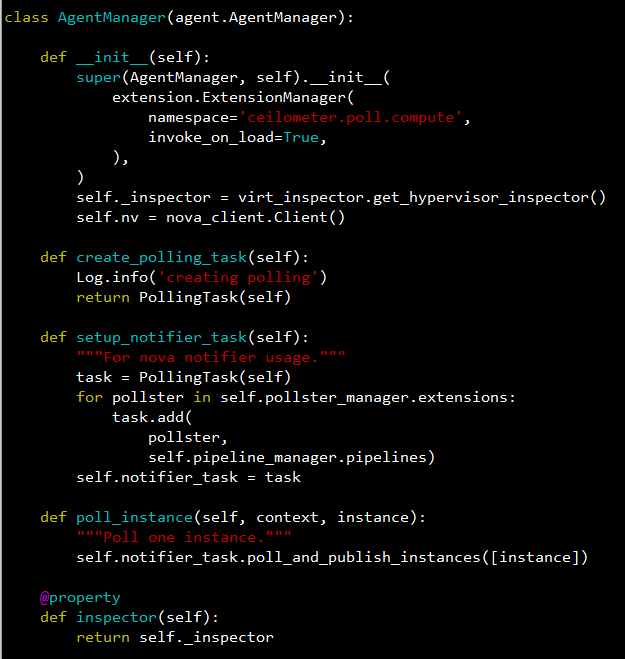 class AgentManager(agent.AgentManager):
    def __init__(self):
        super(AgentManager, self).__init__(
            extension.ExtensionManager(
                namespace='ceilometer.poll.compute',
                invoke_on_load=True,
            ),
        )
        self._inspector = virt_inspector.get_hypervisor_inspector()
        self.nv = nova_client.Client()
    def create_polling_task(self):
        Log.info('creating polling')
        return PollingTask(self)
    def setup_notifier_task(self):
        """For nova notifier usage."""
        task = PollingTask(self)
        for pollster in self.pollster_manager.extensions:
            task.add(
                pollster,
                self.pipeline_manager.pipelines)
        self.notifier_task = task
    def poll_instance(self, context, instance):
        """Poll one instance."""
        self.notifier_task.poll_and_publish_instances([instance])
    @property
    def inspector(self):
        return self._inspector